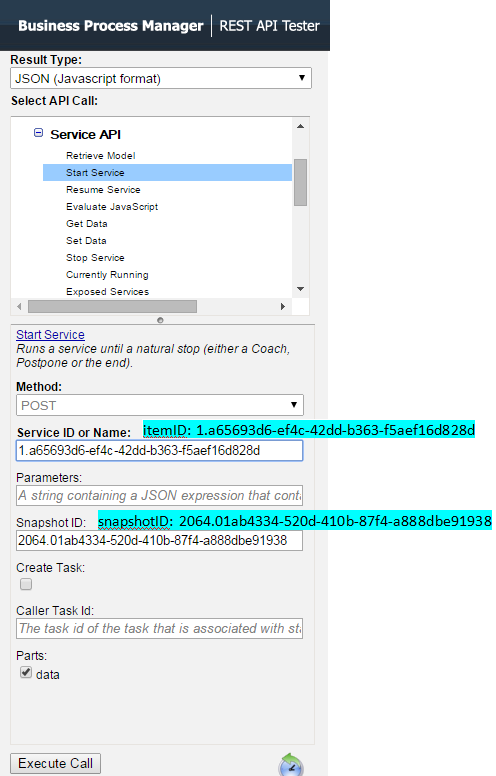 Business Process Manager | REST API Tester
Result Type:
JSON (Javascript format)
Select API Call:
Service API
Retrieve Model
Start Service
Resume Service
Evaluate JavaScript
Get Data
Set Data
Stop Service
Currently Running
Exposed Services
Start Service
Runs a service until a natural stop (either a Coach,
Postpone or the end).
Method:
POST
Service ID or Name: itemID: 1.a65693d6-ef4c-42dd-b363-f5aef16d828d
1.a65693d6-ef4c-42dd-b363-f5aef16d828d
Parameters:
A string containing a JSON expression that cont
Snapshot ID: snapshotID: 2064.01ab4334-520d-410b-87f4-a888dbe91938
2064.01ab4334-520d-410b-87f4-a888dbe91938
Create Task:
Caller Task Id:
The task id of the task that is associated with sta
Parts:
data
Execute Call